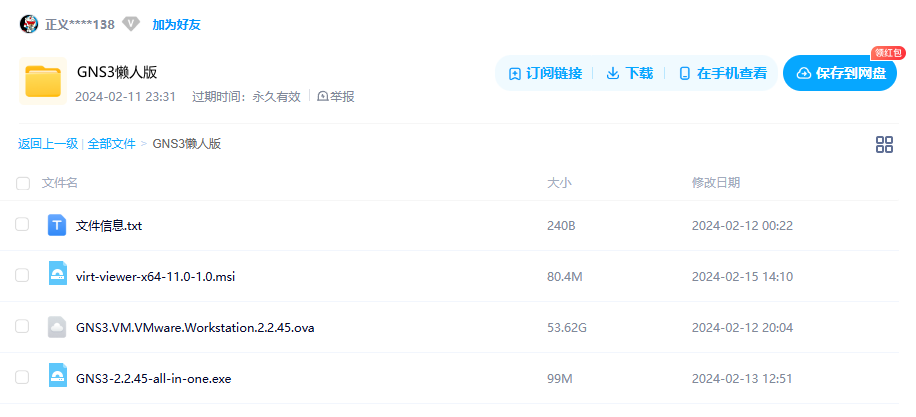 正义****138 V 加为好友
領紅包
GNS3懒人版
订阅链接 下载 在手机查看 保存到网盘
2024-02-11 23:31 过期时间：永久有效 举报
返回上一级 | 全部文件 > GNS3懒人版
文件名 大小 修改日期
T 文件信息.txt 240B 2024-02-12 00:22
virt-viewer-x64-11.0-1.0.msi 80.4M 2024-02-15 14:10
GNS3.VM.VMware.Workstation.2.2.45.ova 53.62G 2024-02-12 20:04
GNS3-2.2.45-all-in-one.exe 99M 2024-02-13 12:51